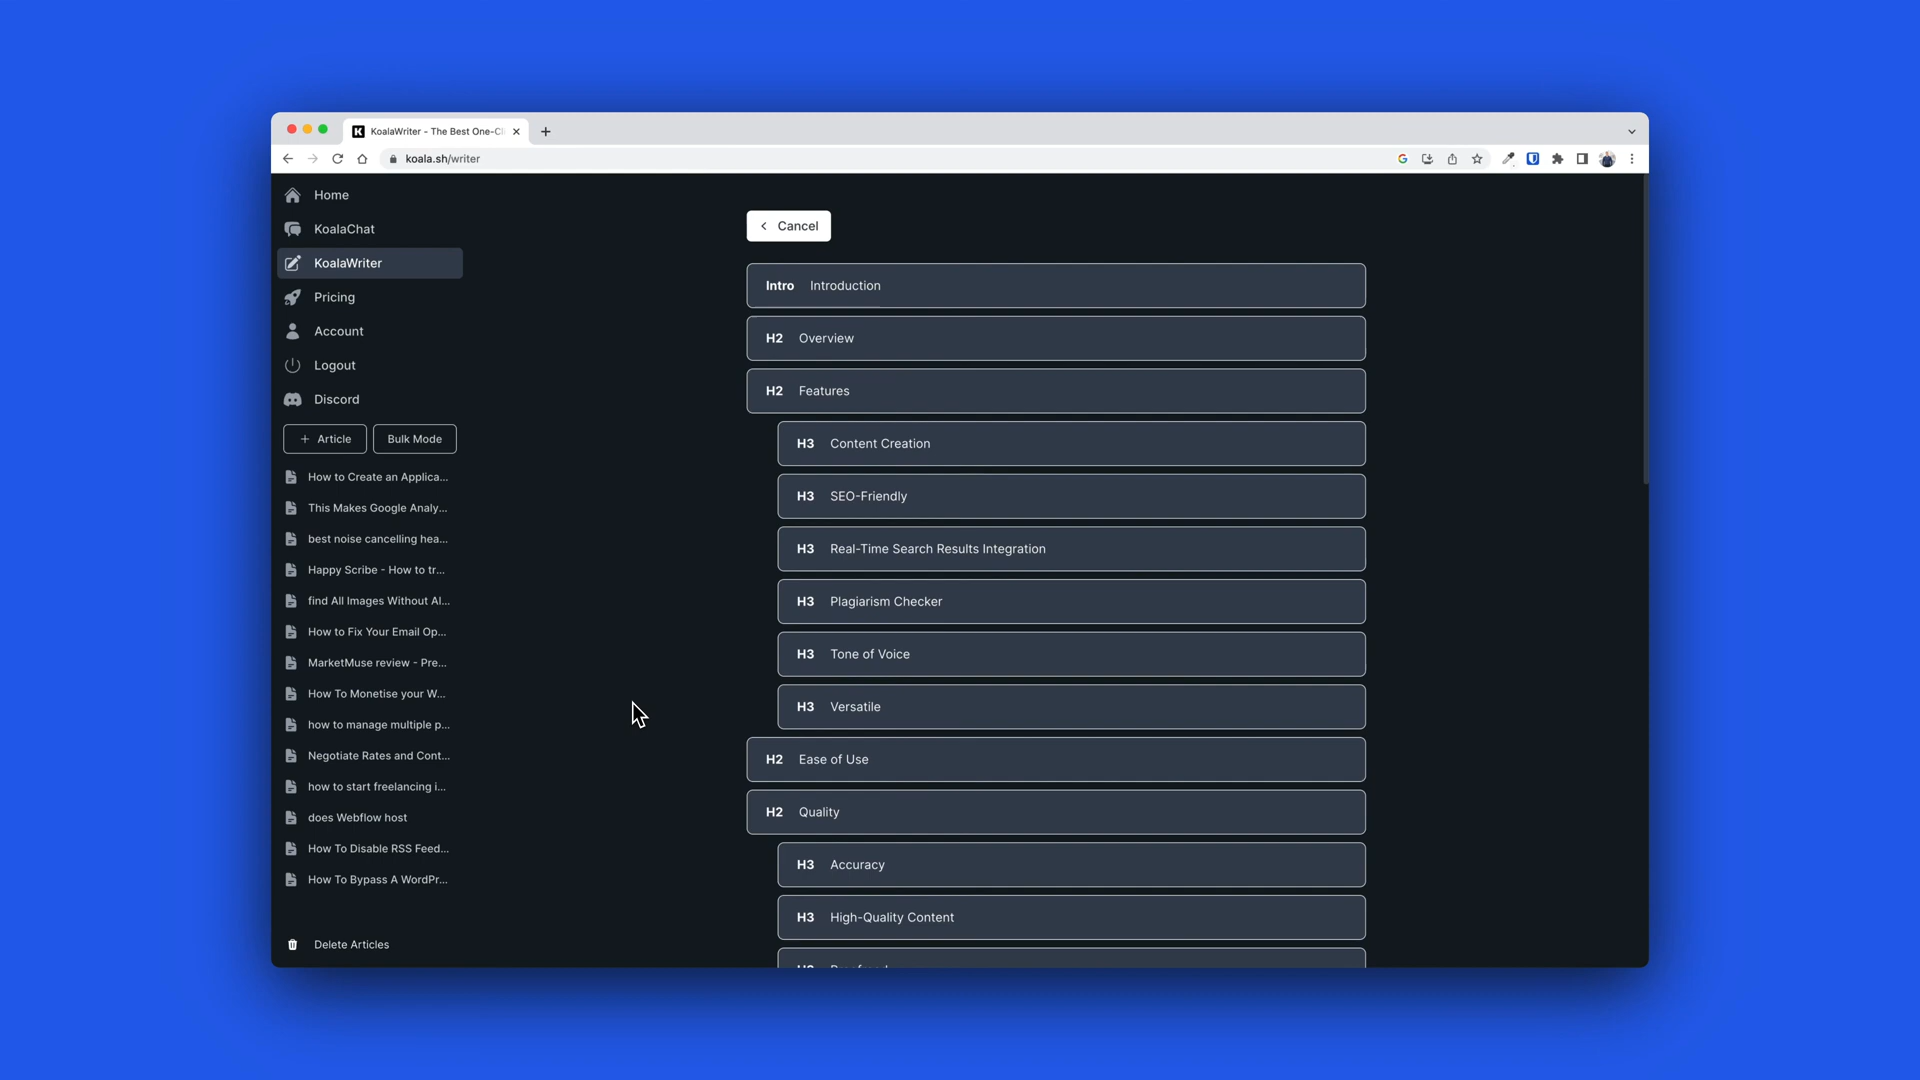 KoalaWriter - The Best One-Cl
koala.sh/writer
Home
KoalaChat
KoalaWriter
Pricing
Account
Logout
Discord
+ Article
Bulk Mode
How to Create an Applica...
This Makes Google Analy...
best noise cancelling hea...
Happy Scribe - How to tr...
find All Images Without Al...
How to Fix Your Email Op...
MarketMuse review - Pre...
How To Monetise your W...
how to manage multiple p...
Negotiate Rates and Cont...
how to start freelancing i...
does Webflow host
How To Disable RSS Feed...
How To Bypass A WordPr...
Delete Articles
Cancel
Intro Introduction
H2 Overview
H2 Features
H3 Content Creation
H3 SEO-Friendly
H3 Real-Time Search Results Integration
H3 Plagiarism Checker
H3 Tone of Voice
H3 Versatile
H2 Ease of Use
H2 Quality
H3 Accuracy
H3 High-Quality Content